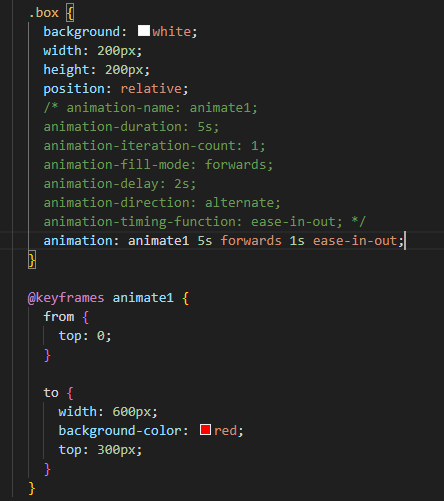 .box {
background: white;
width: 200px;
height: 200px;
position: relative;
/* animation-name: animate1;
animation-duration: 5s;
animation-iteration-count: 1;
animation-fill-mode: forwards;
animation-delay: 2s;
animation-direction: alternate;
animation-timing-function: ease-in-out; */
animation: animate1 5s forwards 1s ease-in-out;
}
@keyframes animate1 {
from {
top: 0;
}
to {
width: 600px;
background-color: red;
top: 300px;
}
}